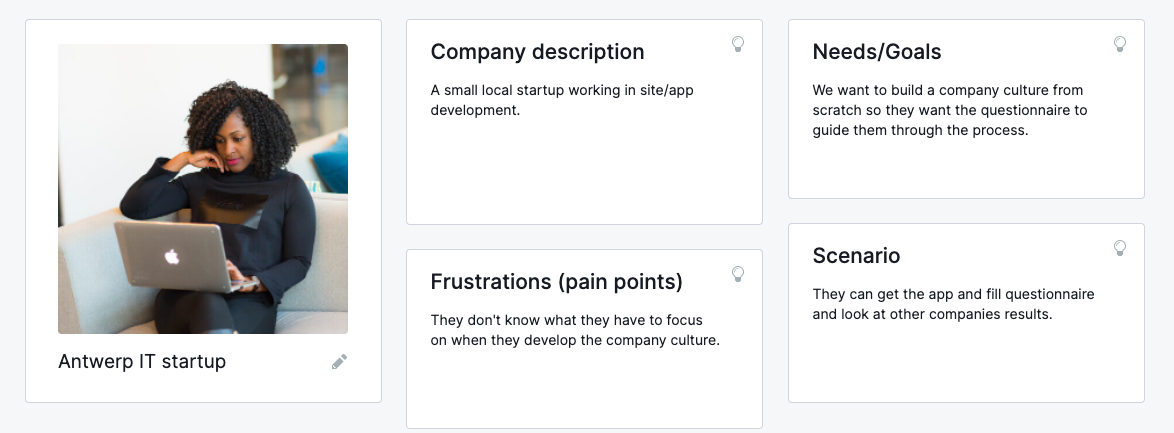 Antwerp IT startup
Company description
A small local startup working in site/app
development.
Frustrations (pain points)
They don't know what they have to focus
on when they develop the company culture.
Needs/Goals
We want to build a company culture from
scratch so they want the questionnaire to
guide them through the process.
Scenario
They can get the app and fill questionnaire
and look at other companies results.